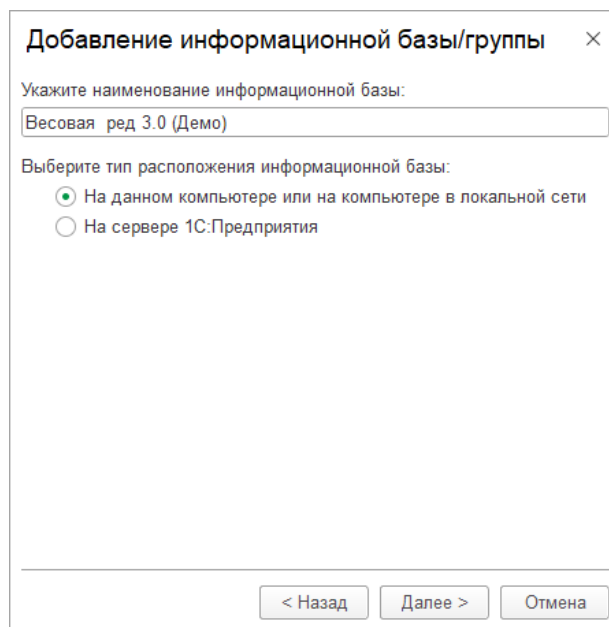 Добавление информационной базы/группы
Укажите наименование информационной базы:
Весовая  ред 3.0 (Демо)
Выберите тип расположения информационной базы:
На данном компьютере или на компьютере в локальной сети
На сервере 1С:Предприятия
< Назад Далее > Отмена